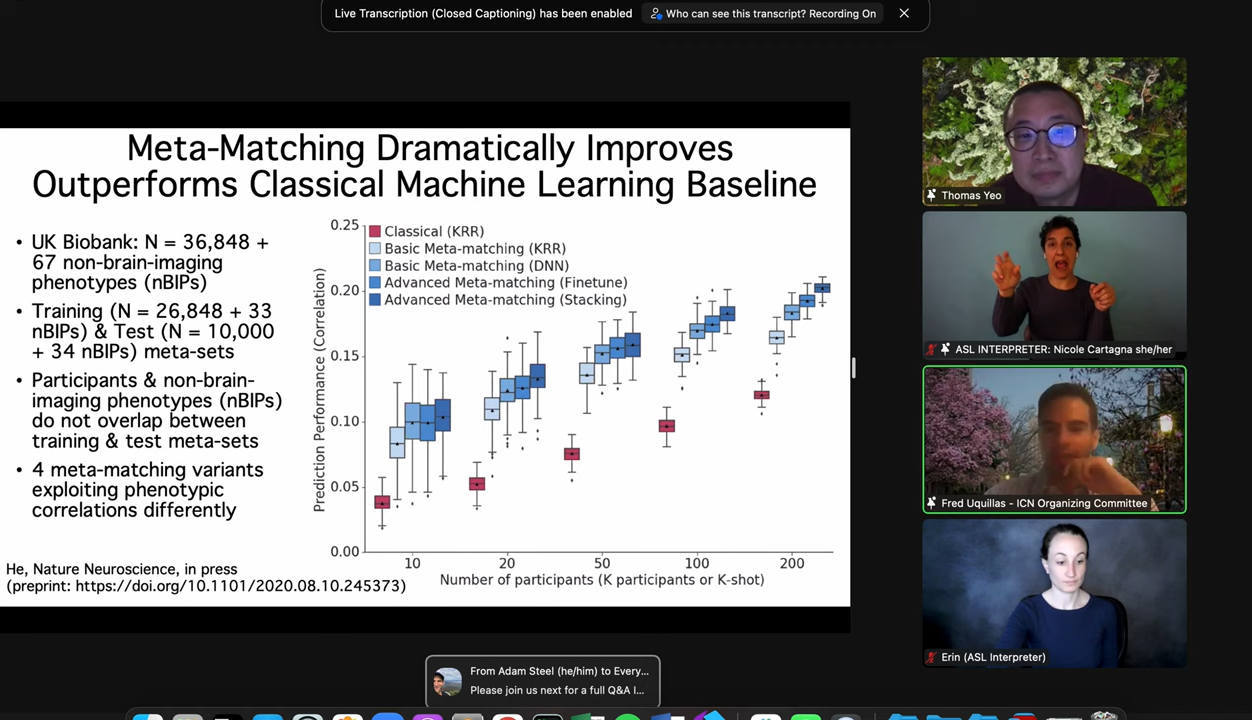 Live Transcription (Closed Captioning) has been enabled
Who can see this transcript? Recording On
Meta-Matching Dramatically Improves
Outperforms Classical Machine Learning Baseline
• UK Biobank: N = 36,848 +
67 non-brain-imaging
phenotypes (nBIPs)
• Training (N = 26,848 + 33
nBIPs) & Test (N = 10,000
+ 34 nBIPs) meta-sets
• Participants & non-brain-
imaging phenotypes (nBIPs)
do not overlap between
training & test meta-sets
• 4 meta-matching variants
exploiting phenotypic
correlations differently
He, Nature Neuroscience, in press
(preprint: https://doi.org/10.1101/2020.08.10.245373)
Prediction Performance (Correlation)
0.25
0.20
0.15
0.10
0.05
0.00
Classical (KRR)
Basic Meta-matching (KRR)
Basic Meta-matching (DNN)
Advanced Meta-matching (Finetune)
Advanced Meta-matching (Stacking)
10 20 50 100 200
Number of participants (K participants or K-shot)
Thomas Yeo
ASL INTERPRETER: Nicole Cartagna she/her
Fred Uquillas - ICN Organizing Committee
Erin (ASL Interpreter)
From Adam Steel (he/him) to Every...
Please join us next for a full Q&A I...